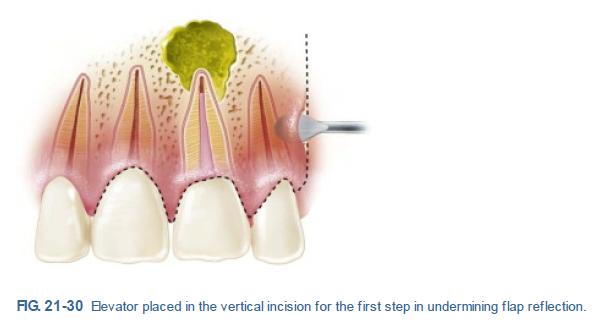 FIG. 21-30 Elevator placed in the vertical incision for the first step in undermining flap reflection.